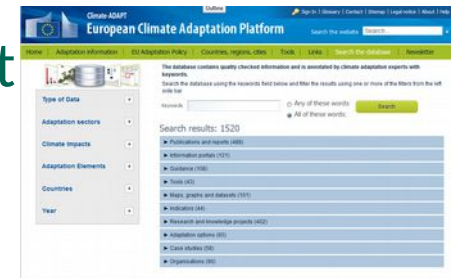 Outline
Climate-ADAPT
Sign In | Glossary | Contact | Sitemap | Legal notice | About | Help
European Climate Adaptation Platform
Search the website Search...
Home Adaptation information EU Adaptation Policy Countries, regions, cities Tools Links Search the database Newsletter
t
The database contains quality checked information and is annotated by climate adaptation experts with keywords.
Search the database using the keywords field below and filter the results using one or more of the filters from the left side bar
Keywords
Any of these words
All of these words
Search
Type of Data +
Adaptation sectors +
Climate Impacts +
Adaptation Elements +
Countries +
Year +
Search results: 1520
► Publications and reports
► Information portals (121)
► Guidance (108)
► Tools (43)
► Maps, graphs and datasets (101)
► Indicators (44)
► Research and knowledge projects (402)
► Adaptation options
► Case studies
► Organisations